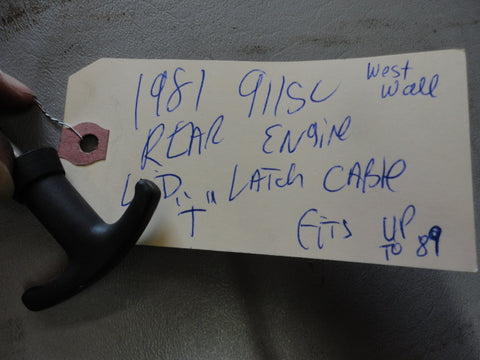 1981 911SC West Wall
REAR ENGINE
LID LATCH CABLE
"T" FITS UP TO 89